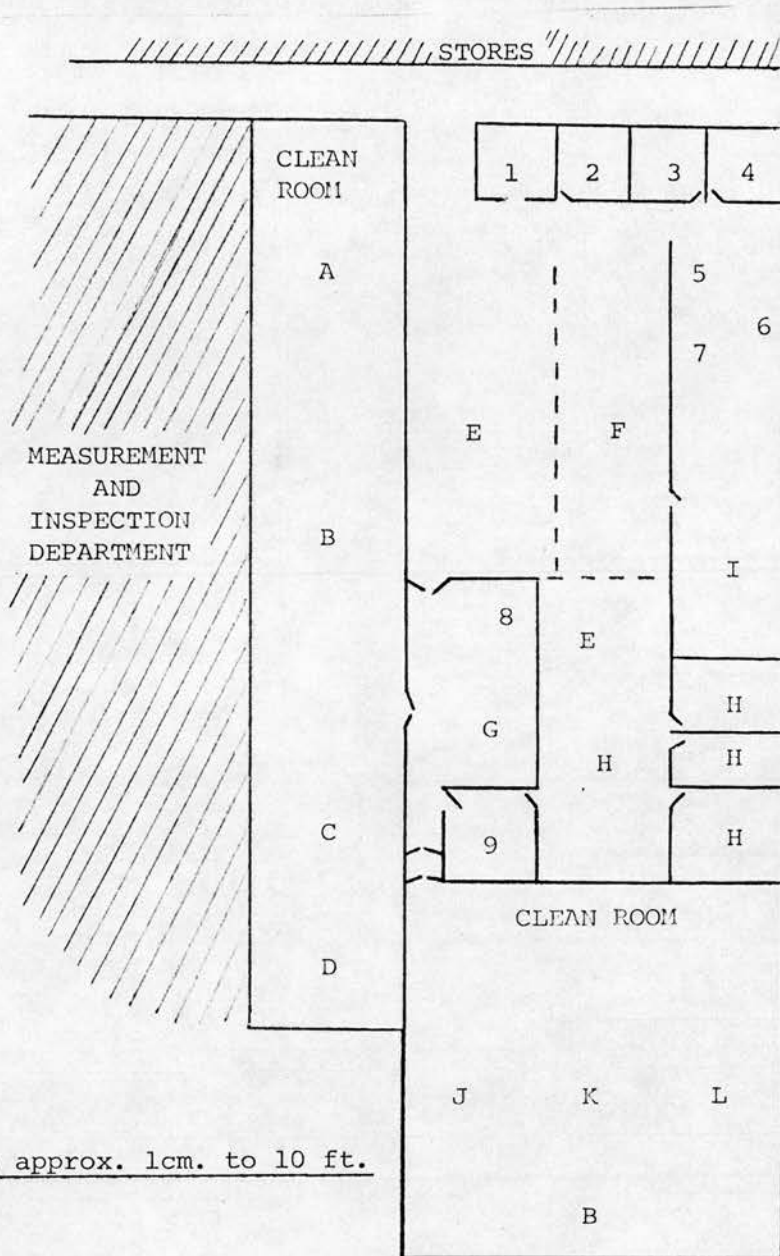 STORES
CLEAN
ROOM
1 2 3 4
A
5
6
7
E F
MEASUREMENT
AND
INSPECTION
DEPARTMENT
B
I
8
E
H
G
H
H
C
9
H
CLEAN ROOM
D
J K L
approx. 1cm. to 10 ft.
B